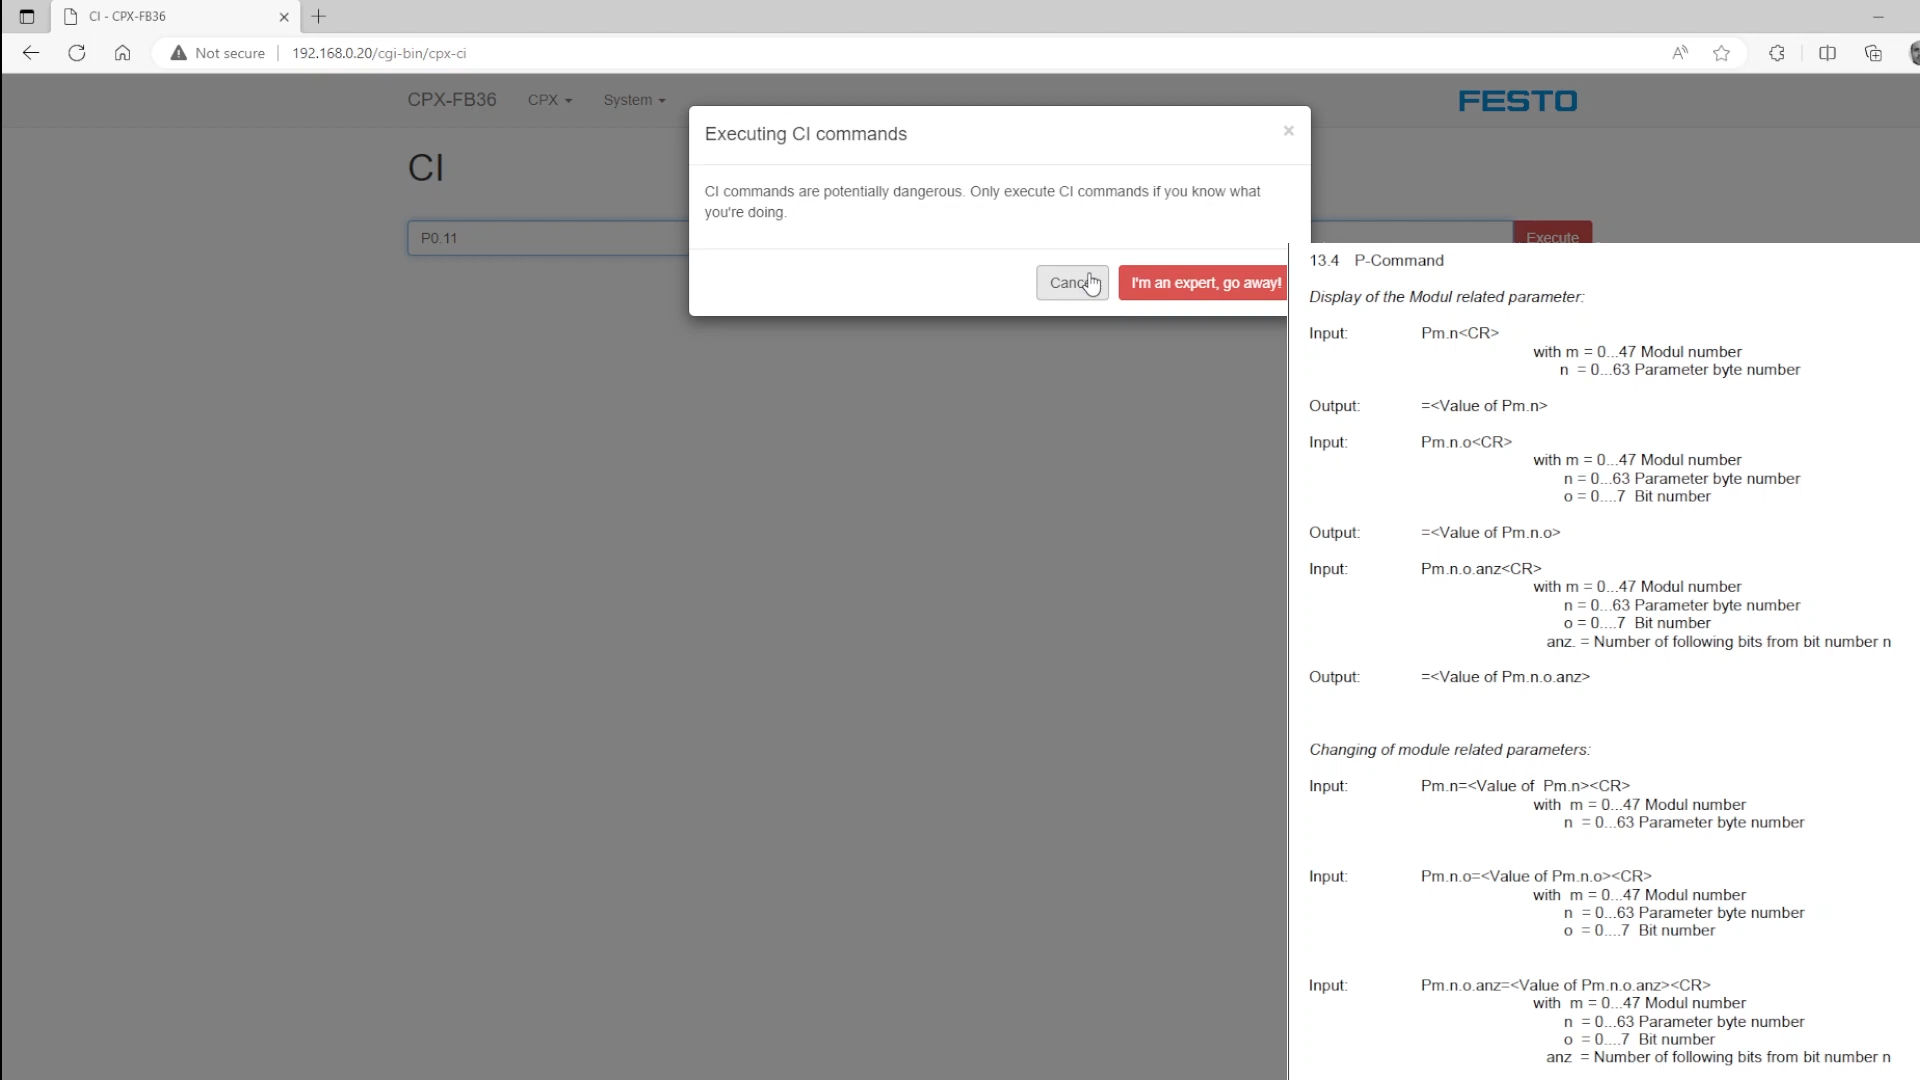 CI - CPX-FB36
Not secure
192.168.0.20/cgi-bin/cpx-ci
CPX-FB36
CPX
System
FESTO
CI
P0.11
Execute
Executing CI commands
×
CI commands are potentially dangerous. Only execute CI commands if you know what
you're doing.
Cancel
I'm an expert, go away!
13.4 P-Command
Display of the Modul related parameter:
Input: Pm.n<CR>
with m = 0...47 Modul number
n = 0...63 Parameter byte number
Output: =<Value of Pm.n>
Input: Pm.n.o<CR>
with m = 0...47 Modul number
n = 0...63 Parameter byte number
o = 0....7 Bit number
Output: =<Value of Pm.n.o>
Input: Pm.n.o.anz<CR>
with m = 0...47 Modul number
n = 0...63 Parameter byte number
o = 0....7 Bit number
anz. = Number of following bits from bit number n
Output: =<Value of Pm.n.o.anz>
Changing of module related parameters:
Input: Pm.n=<Value of Pm.n><CR>
with m = 0...47 Modul number
n = 0...63 Parameter byte number
Input: Pm.n.o=<Value of Pm.n.o><CR>
with m = 0...47 Modul number
n = 0...63 Parameter byte number
o = 0....7 Bit number
Input: Pm.n.o.anz=<Value of Pm.n.o.anz><CR>
with m = 0...47 Modul number
n = 0...63 Parameter byte number
o = 0....7 Bit number
anz = Number of following bits from bit number n